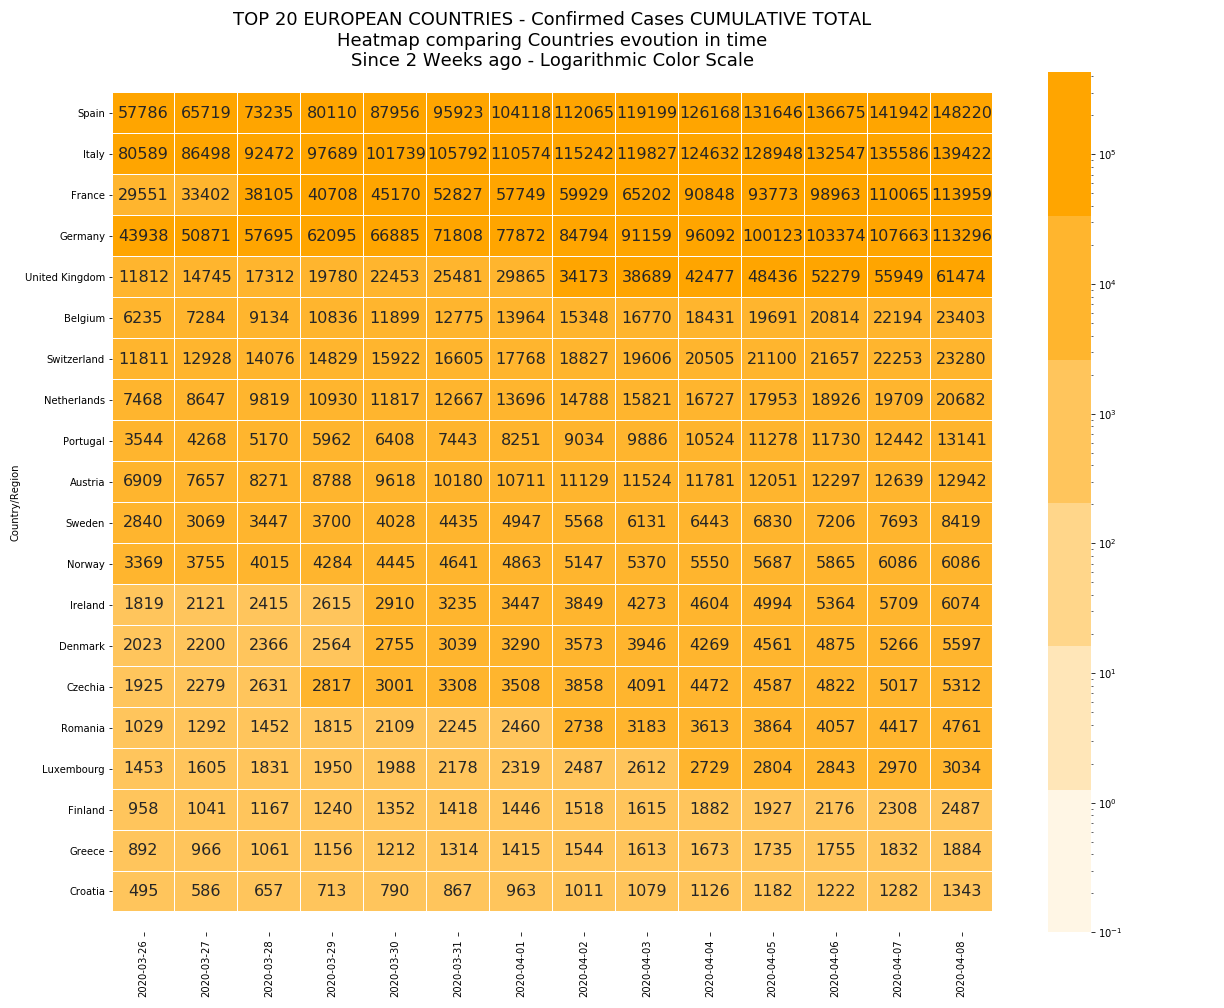 TOP 20 EUROPEAN COUNTRIES - Confirmed Cases CUMULATIVE TOTAL
Heatmap comparing Countries evoution in time
Since 2 Weeks ago - Logarithmic Color Scale
Country/Region
Spain 57786 65719 73235 80110 87956 95923 104118 112065 119199 126168 131646 136675 141942 148220
Italy 80589 86498 92472 97689 101739 105792 110574 115242 119827 124632 128948 132547 135586 139422
France 29551 33402 38105 40708 45170 52827 57749 59929 65202 90848 93773 98963 110065 113959
Germany 43938 50871 57695 62095 66885 71808 77872 84794 91159 96092 100123 103374 107663 113296
United Kingdom 11812 14745 17312 19780 22453 25481 29865 34173 38689 42477 48436 52279 55949 61474
Belgium 6235 7284 9134 10836 11899 12775 13964 15348 16770 18431 19691 20814 22194 23403
Switzerland 11811 12928 14076 14829 15922 16605 17768 18827 19606 20505 21100 21657 22253 23280
Netherlands 7468 8647 9819 10930 11817 12667 13696 14788 15821 16727 17953 18926 19709 20682
Portugal 3544 4268 5170 5962 6408 7443 8251 9034 9886 10524 11278 11730 12442 13141
Austria 6909 7657 8271 8788 9618 10180 10711 11129 11524 11781 12051 12297 12639 12942
Sweden 2840 3069 3447 3700 4028 4435 4947 5568 6131 6443 6830 7206 7693 8419
Norway 3369 3755 4015 4284 4445 4641 4863 5147 5370 5550 5687 5865 6086 6086
Ireland 1819 2121 2415 2615 2910 3235 3447 3849 4273 4604 4994 5364 5709 6074
Denmark 2023 2200 2366 2564 2755 3039 3290 3573 3946 4269 4561 4875 5266 5597
Czechia 1925 2279 2631 2817 3001 3308 3508 3858 4091 4472 4587 4822 5017 5312
Romania 1029 1292 1452 1815 2109 2245 2460 2738 3183 3613 3864 4057 4417 4761
Luxembourg 1453 1605 1831 1950 1988 2178 2319 2487 2612 2729 2804 2843 2970 3034
Finland 958 1041 1167 1240 1352 1418 1446 1518 1615 1882 1927 2176 2308 2487
Greece 892 966 1061 1156 1212 1314 1415 1544 1613 1673 1735 1755 1832 1884
Croatia 495 586 657 713 790 867 963 1011 1079 1126 1182 1222 1282 1343
2020-03-26 2020-03-27 2020-03-28 2020-03-29 2020-03-30 2020-03-31 2020-04-01 2020-04-02 2020-04-03 2020-04-04 2020-04-05 2020-04-06 2020-04-07 2020-04-08
10⁵
10⁴
10³
10²
10¹
10⁰
10⁻¹